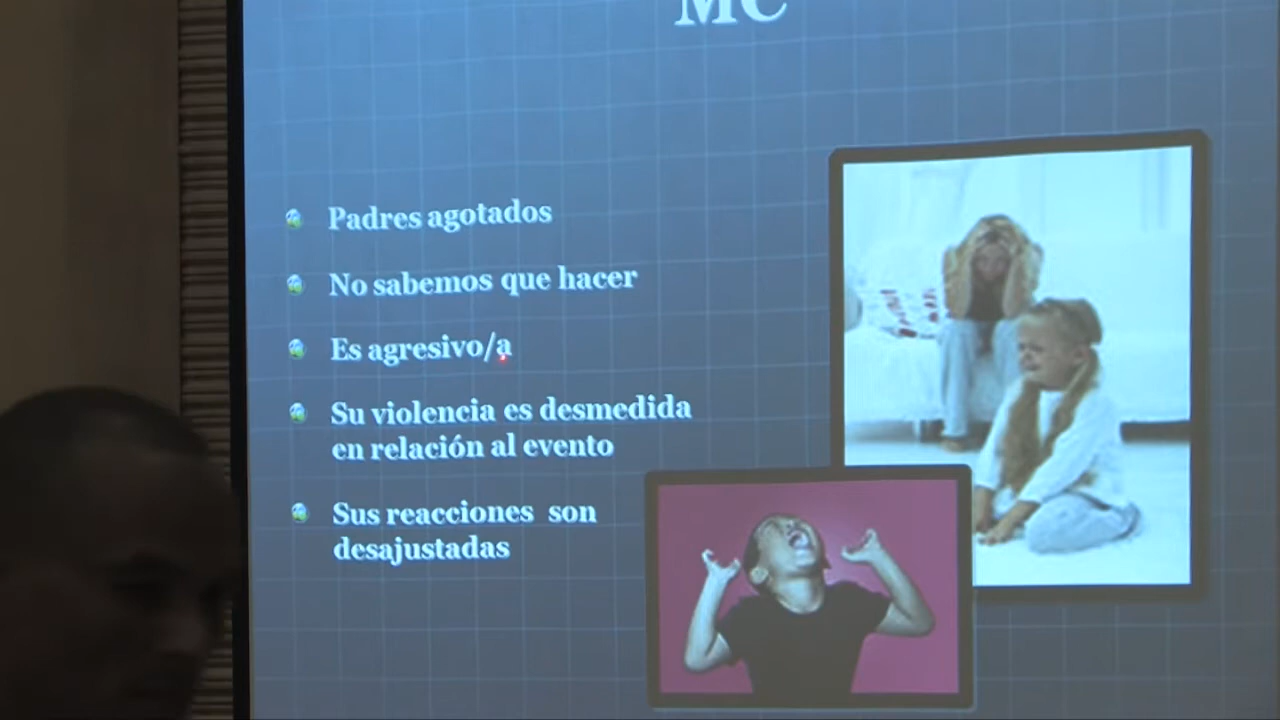 MC
Padres agotados
No sabemos que hacer
Es agresivo/a
Su violencia es desmedida
en relación al evento
Sus reacciones son
desajustadas